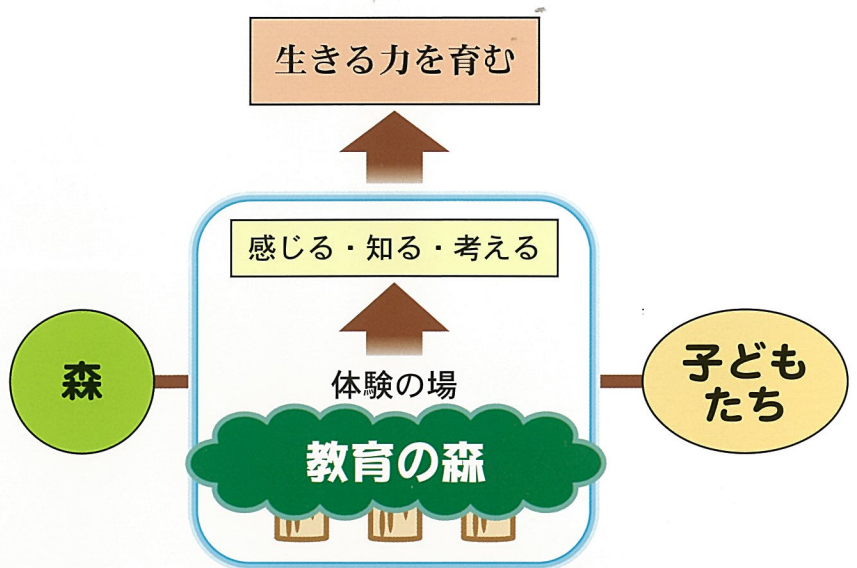 生きる力を育む
感じる・知る・考える
森
体験の場
子ども
たち
教育の森